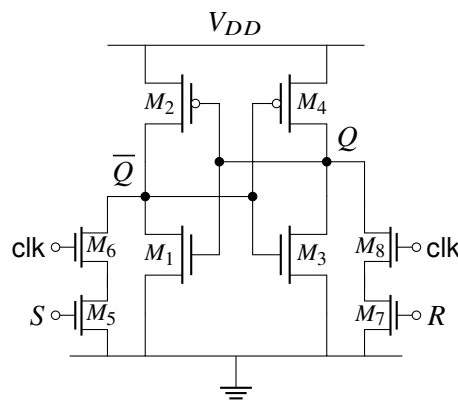 V_DD
M_2 M_4
Q̅ Q
clk M_6 M_1 M_3 M_8 clk
S M_5 M_7 R